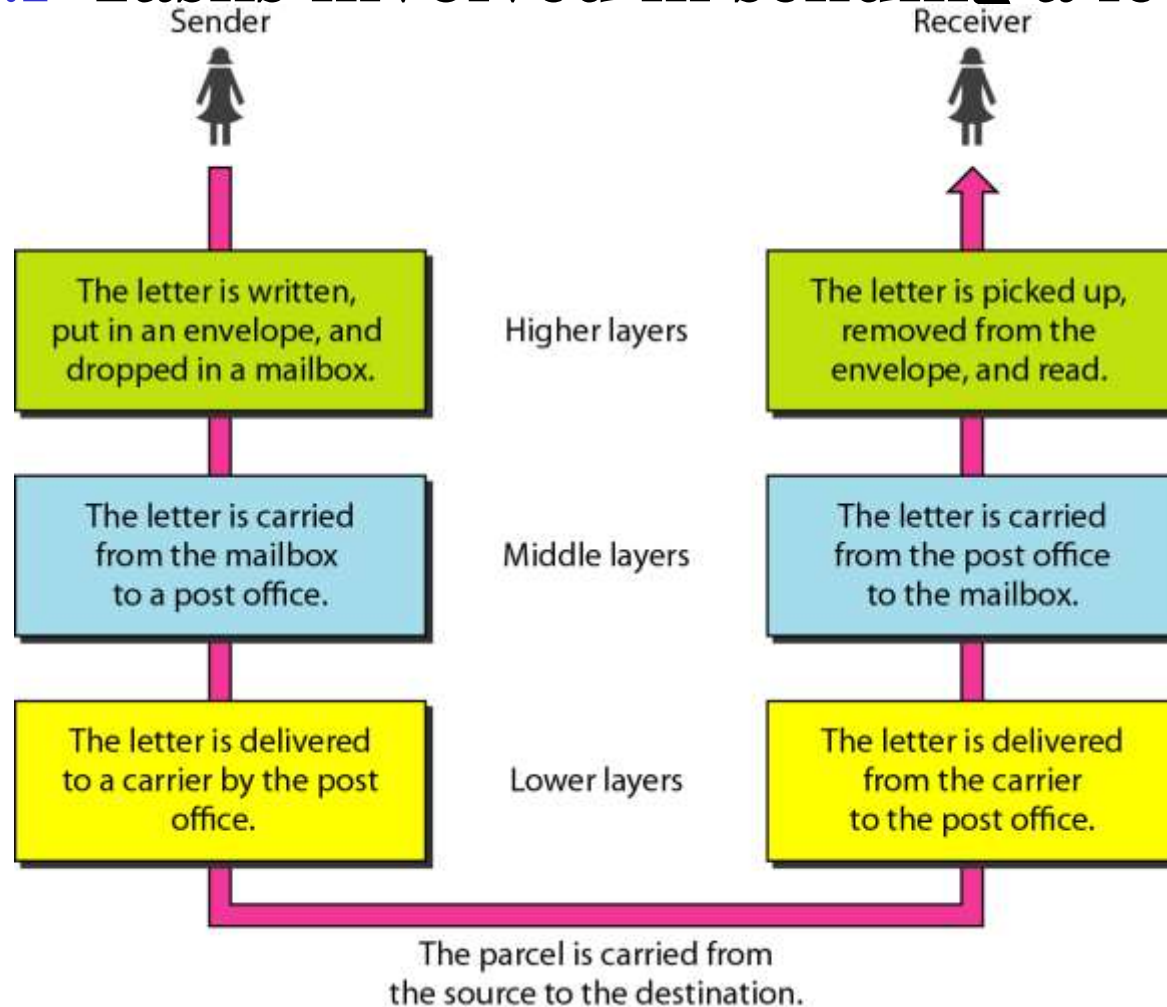 Sender
Receiver
The letter is written,
put in an envelope, and
dropped in a mailbox.
Higher layers
The letter is picked up,
removed from the
envelope, and read.
The letter is carried
from the mailbox
to a post office.
Middle layers
The letter is carried
from the post office
to the mailbox.
The letter is delivered
to a carrier by the post
office.
Lower layers
The letter is delivered
from the carrier
to the post office.
The parcel is carried from
the source to the destination.